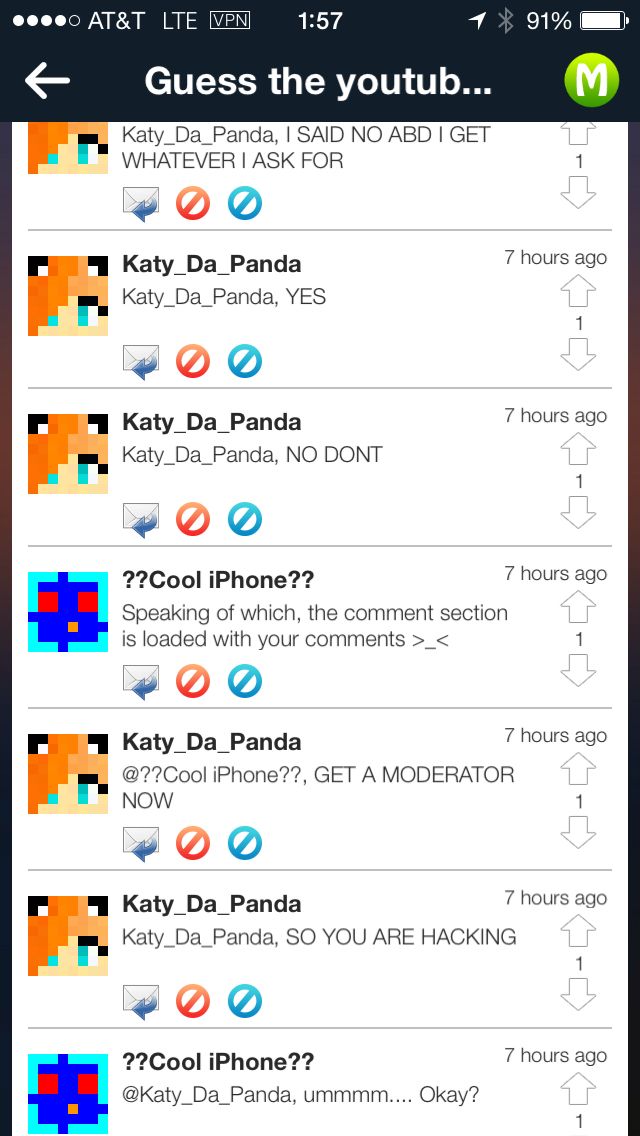 AT&T LTE VPN 1:57 91%
Guess the youtub...
M
Katy_Da_Panda, I SAID NO ABD I GET
WHATEVER I ASK FOR
1
Katy_Da_Panda
7 hours ago
Katy_Da_Panda, YES
1
Katy_Da_Panda
7 hours ago
Katy_Da_Panda, NO DONT
1
??Cool iPhone??
7 hours ago
Speaking of which, the comment section
is loaded with your comments >_<
1
Katy_Da_Panda
7 hours ago
@??Cool iPhone??, GET A MODERATOR
NOW
1
Katy_Da_Panda
7 hours ago
Katy_Da_Panda, SO YOU ARE HACKING
1
??Cool iPhone??
7 hours ago
@Katy_Da_Panda, ummmm.... Okay?
1